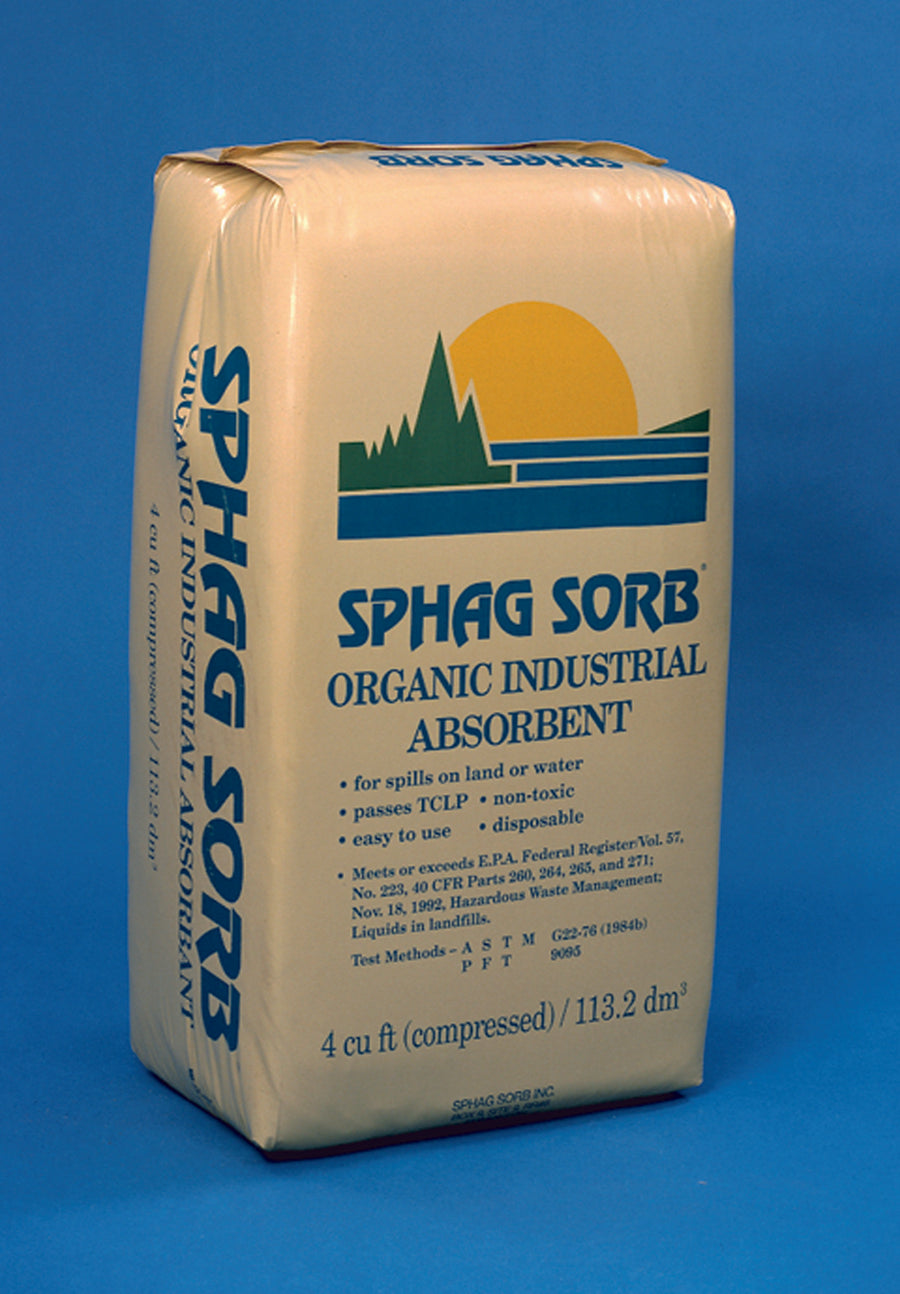 SPHAG SORB
SPHAG SORB®
ORGANIC INDUSTRIAL
ABSORBENT
• for spills on land or water
• passes TCLP • non-toxic
• easy to use • disposable
• Meets or exceeds E.P.A. Federal Register/Vol. 57,
No. 223, 40 CFR Parts 260, 264, 265, and 271;
Nov. 18, 1992, Hazardous Waste Management;
Liquids in landfills.
Test Methods – A S T M G22-76 (1984b)
P F T 9095
4 cu ft (compressed) / 113.2 dm³
SPHAG SORB INC.
SPHAG SORB
ORGANIC INDUSTRIAL ABSORBANT
4 cu ft (compressed) / 113.2 dm³